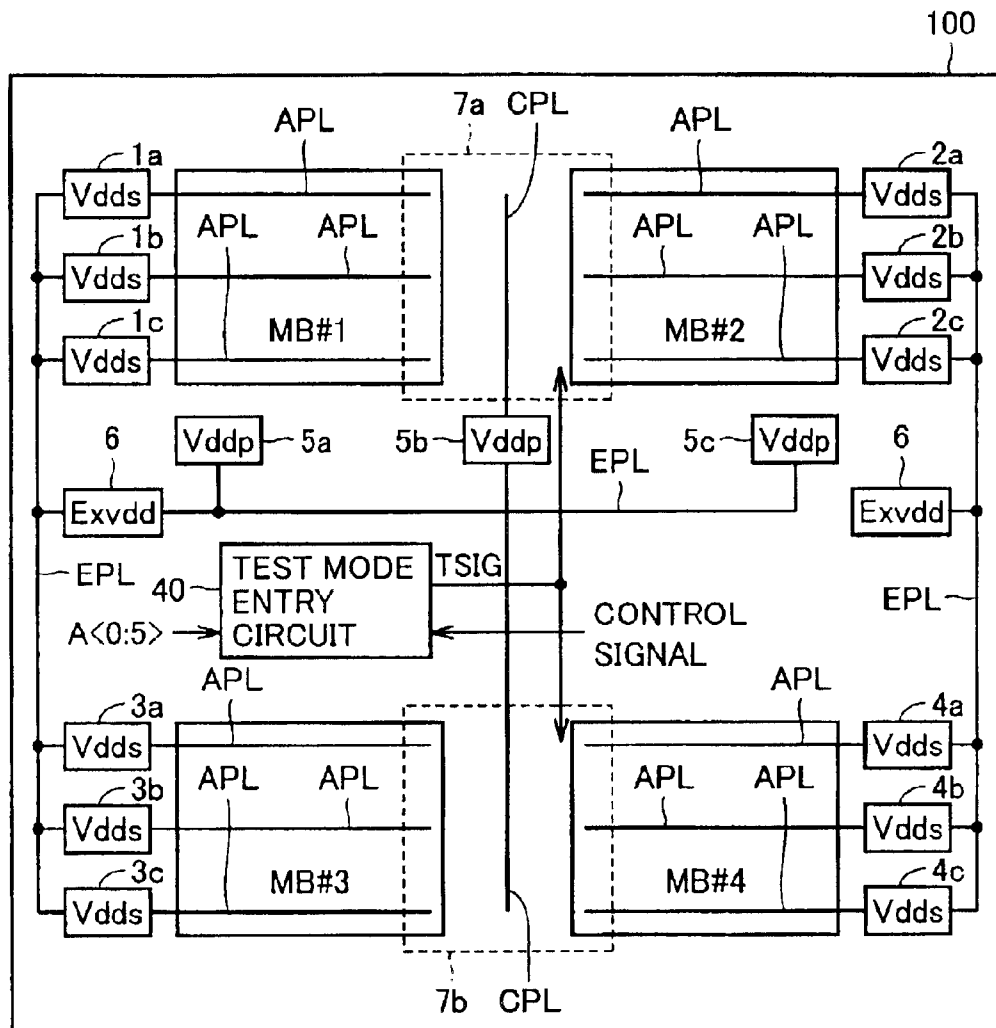 100
APL 7a CPL APL
1a 2a
Vdds Vdds
1b APL APL APL APL 2b
Vdds Vdds
1c MB#1 MB#2 2c
Vdds Vdds
6 Vddp 5a 5b Vddp 5c Vddp 6
EPL
Exvdd Exvdd
EPL 40 TEST MODE TSIG EPL
ENTRY
A<0:5> CIRCUIT CONTROL
SIGNAL
3a APL APL 4a
Vdds Vdds
3b APL APL APL APL 4b
Vdds Vdds
3c MB#3 MB#4 4c
Vdds Vdds
7b CPL